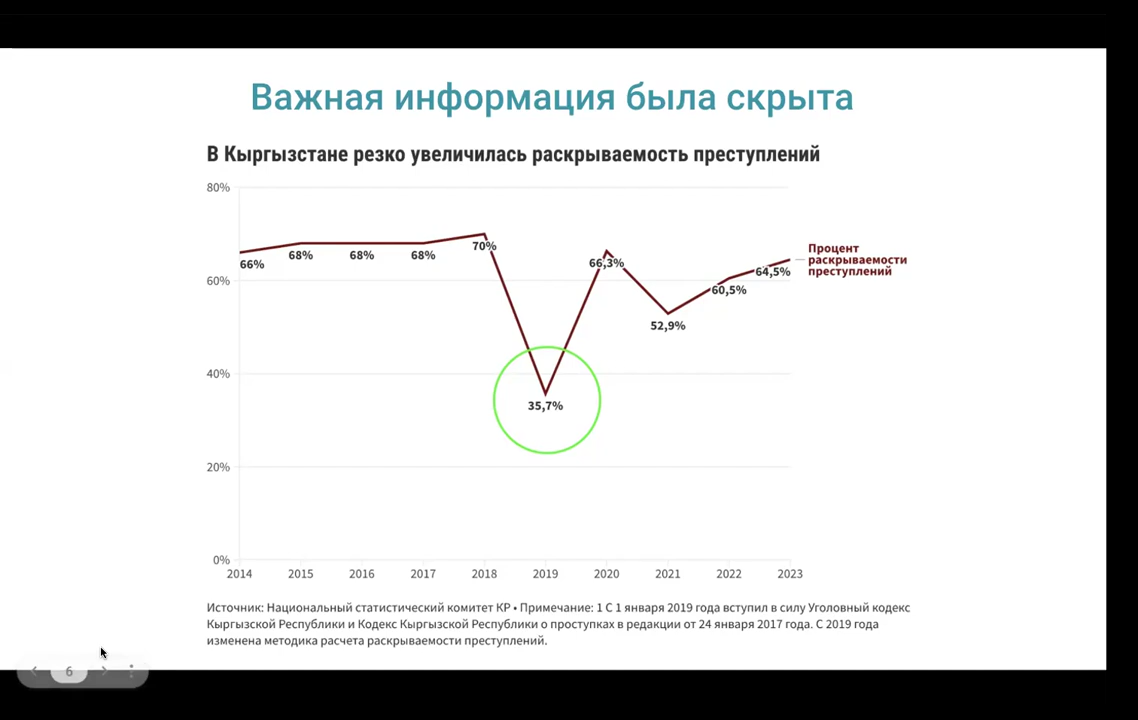 Важная информация была скрыта
В Кыргызстане резко увеличилась раскрываемость преступлений
80%
60%
40%
20%
0%
66%
68%
68%
68%
70%
35,7%
66,3%
52,9%
60,5%
64,5%
Процент
раскрываемости
преступлений
2014 2015 2016 2017 2018 2019 2020 2021 2022 2023
Источник: Национальный статистический комитет КР • Примечание: 1 С 1 января 2019 года вступил в силу Уголовный кодекс
Кыргызской Республики и Кодекс Кыргызской Республики о проступках в редакции от 24 января 2017 года. С 2019 года
изменена методика расчета раскрываемости преступлений.
6